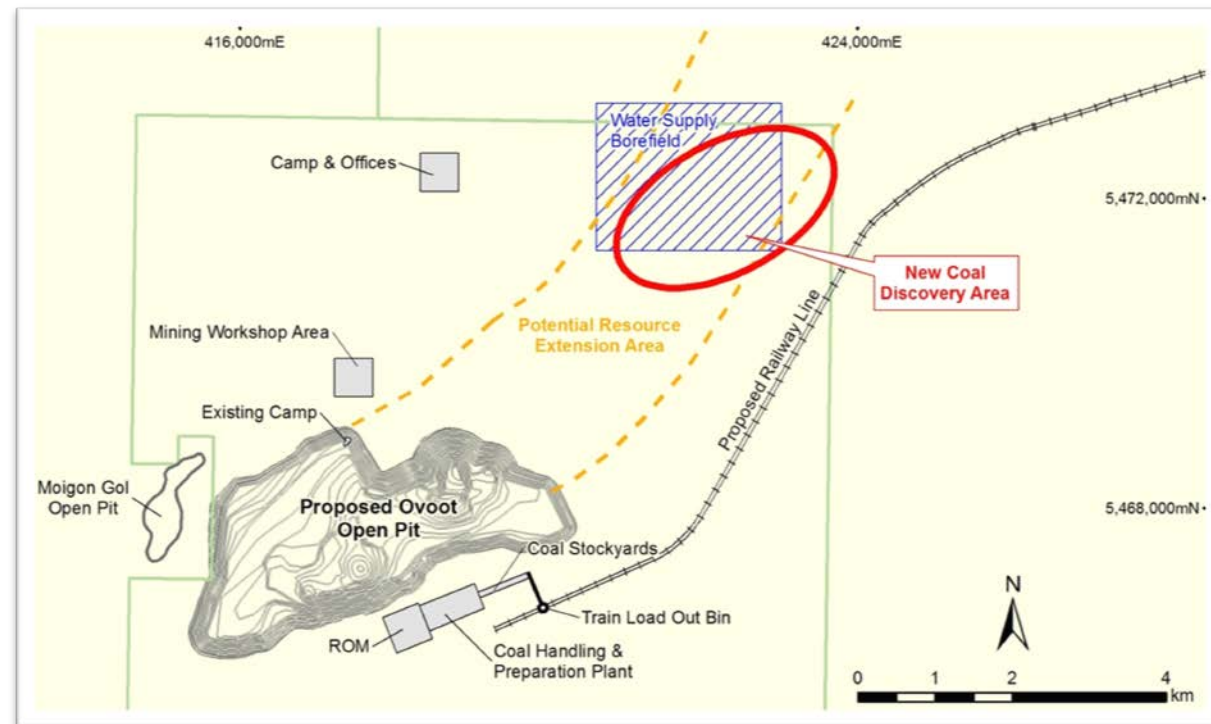 416,000mE
424,000mE
Water Supply
Borefield
Camp & Offices
5,472,000mN
New Coal
Discovery Area
Potential Resource
Extension Area
Mining Workshop Area
Proposed Railway Line
Existing Camp
Moigon Gol
Open Pit
Proposed Ovoot
Open Pit
5,468,000mN
Coal Stockyards
Train Load Out Bin
ROM
Coal Handling &
Preparation Plant
N
0 1 2 4
km